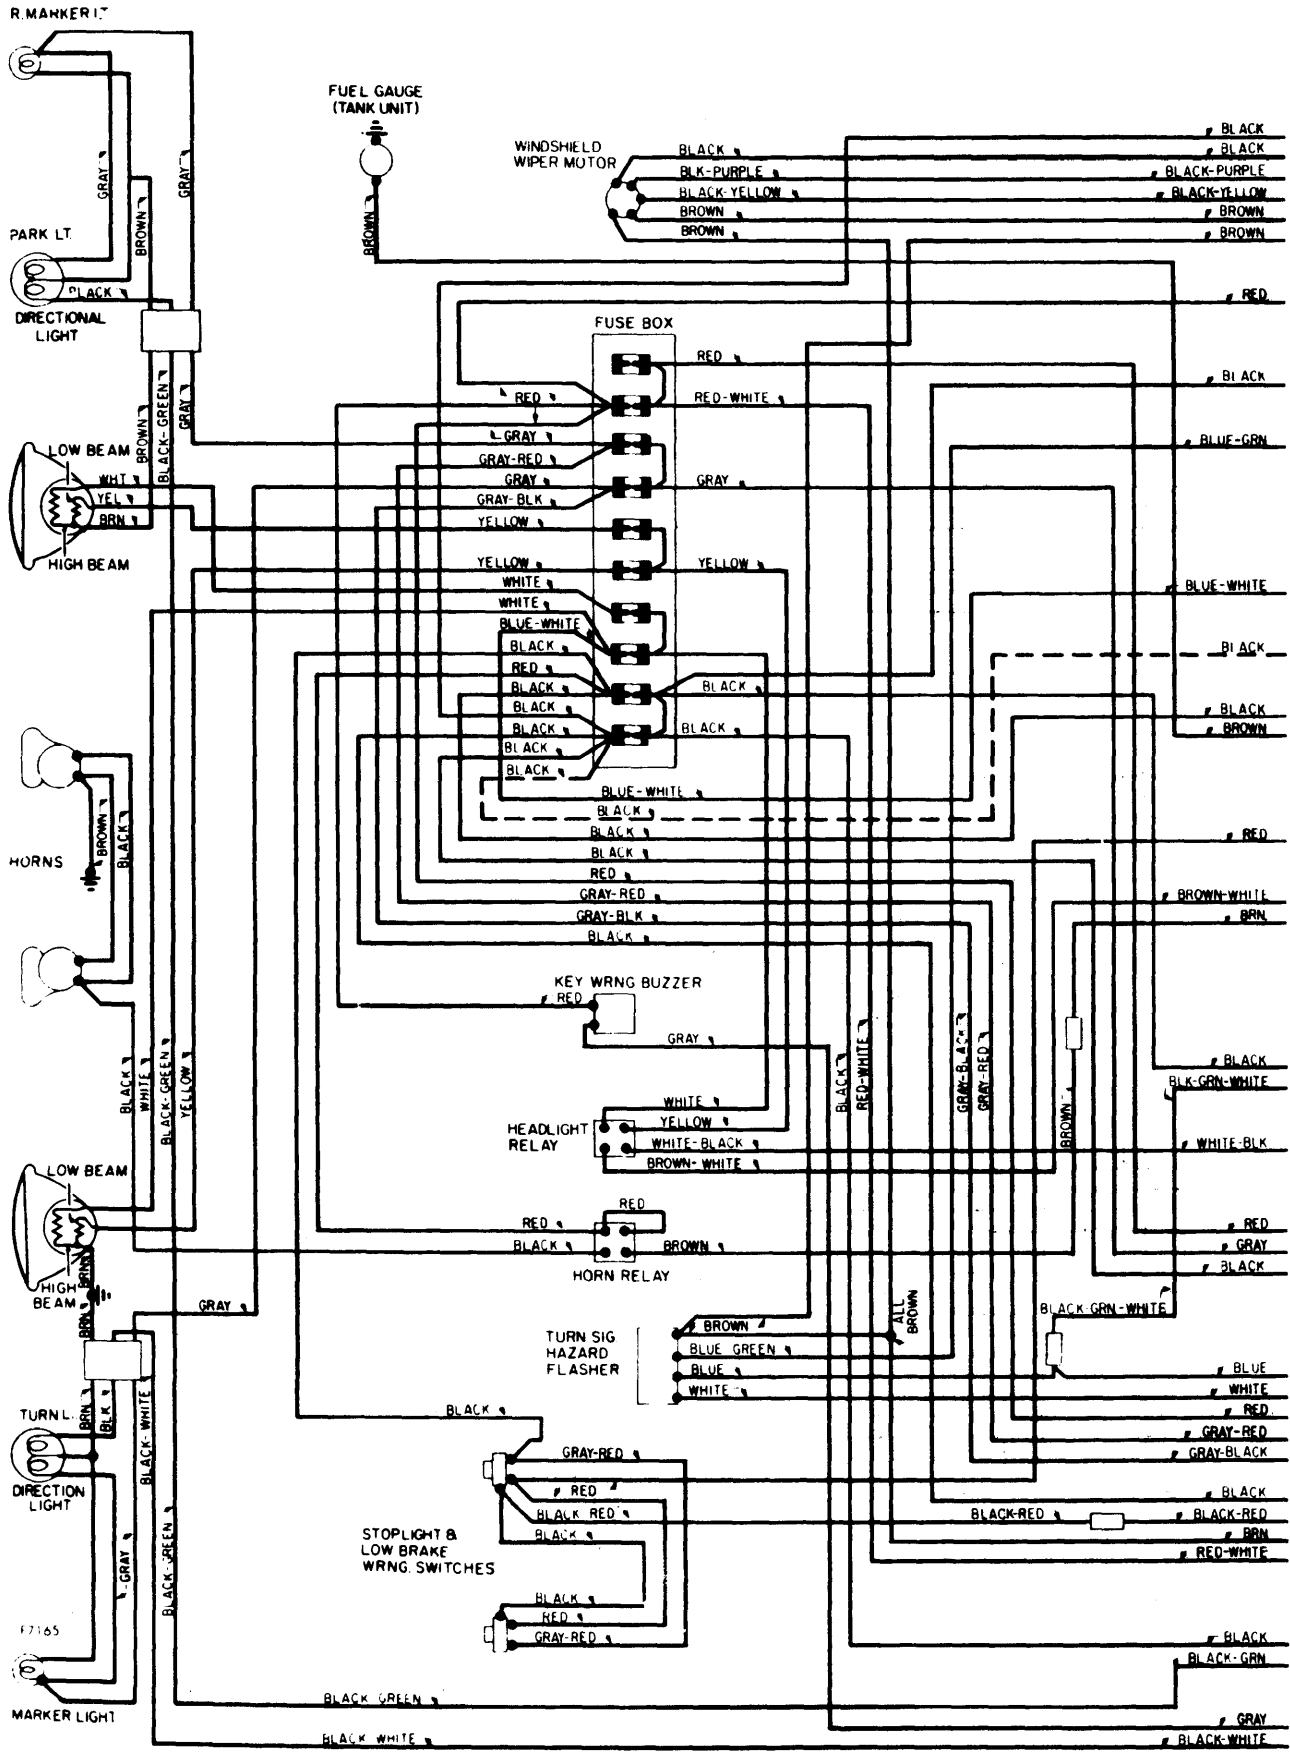 R. MARKER LT
FUEL GAUGE
(TANK UNIT)
WINDSHIELD
WIPER MOTOR
BLACK
BLK-PURPLE
BLACK-YELLOW
BROWN
BROWN
BLACK
BLACK
BLACK-PURPLE
BLACK-YELLOW
BROWN
BROWN
GRAY
GRAY
BROWN
BROWN
PARK LT.
BLACK
DIRECTIONAL
LIGHT
RED
FUSE BOX
RED
RED
RED-WHITE
BLACK
BLACK-GREEN
GRAY
BROWN
GRAY
GRAY-RED
GRAY
GRAY
GRAY-BLK
YELLOW
BLUE-GRN
LOW BEAM
WHT
YEL
BRN
HIGH BEAM
YELLOW
YELLOW
WHITE
WHITE
BLUE-WHITE
BLUE-WHITE
BLACK
RED
BLACK
BLACK
BLACK
BLACK
BLACK
BLACK
BLACK
BLACK
BLACK
BROWN
BLUE-WHITE
BLACK
BLACK
BLACK
RED
GRAY-RED
GRAY-BLK
BLACK
RED
BROWN-WHITE
BRN
BROWN
BLACK
HORNS
KEY WRNG BUZZER
RED
GRAY
BLACK
WHITE
BLACK-GREEN
YELLOW
BLACK
RED-WHITE
GRAY-BLACK
GRAY-RED
BROWN
BLACK
BLK-GRN-WHITE
WHITE-BLK
HEADLIGHT
RELAY
WHITE
YELLOW
WHITE-BLACK
BROWN-WHITE
LOW BEAM
HIGH
BEAM
BRN
BRN
RED
RED
BLACK
BROWN
HORN RELAY
RED
GRAY
BLACK
GRAY
BLACK-GRN-WHITE
ALL
BROWN
TURN SIG.
HAZARD
FLASHER
BROWN
BLUE GREEN
BLUE
WHITE
BLUE
WHITE
RED
GRAY-RED
GRAY-BLACK
BLACK
BLACK-RED
BRN
RED-WHITE
TURN L.
BRN
BLK
BLACK-WHITE
DIRECTION
LIGHT
BLACK
GRAY-RED
RED
BLACK RED
BLACK
BLACK-RED
STOPLIGHT &
LOW BRAKE
WRNG. SWITCHES
BLACK
RED
GRAY-RED
GRAY
BLACK-GREEN
F7165
MARKER LIGHT
BLACK
BLACK-GRN
BLACK GREEN
GRAY
BLACK WHITE
BLACK-WHITE